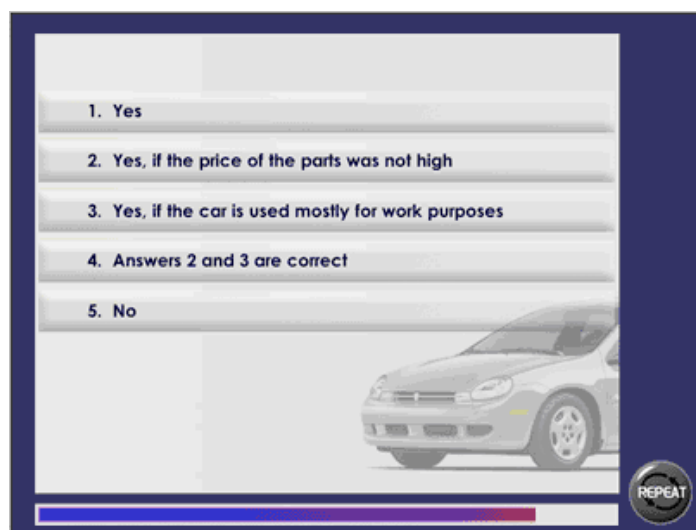 1. Yes
2. Yes, if the price of the parts was not high
3. Yes, if the car is used mostly for work purposes
4. Answers 2 and 3 are correct
5. No
REPEAT